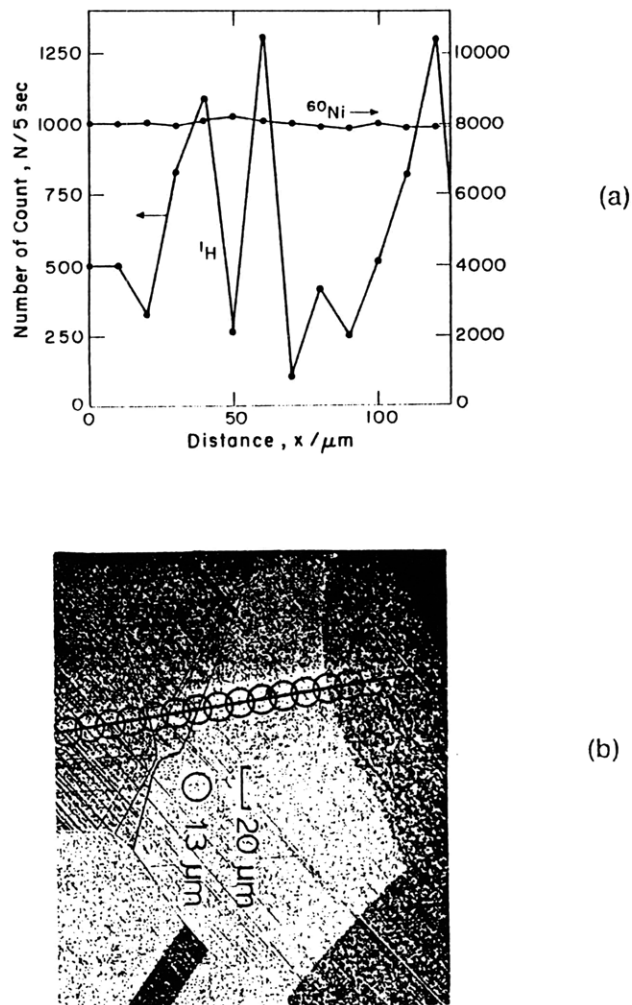 1250
1000
750
500
250
0
10000
8000
6000
4000
2000
0
Number of Count , N/5 sec
⁶⁰Ni →
¹H
0
50
100
Distance , x/μm
(a)
20 μm
13 μm
(b)